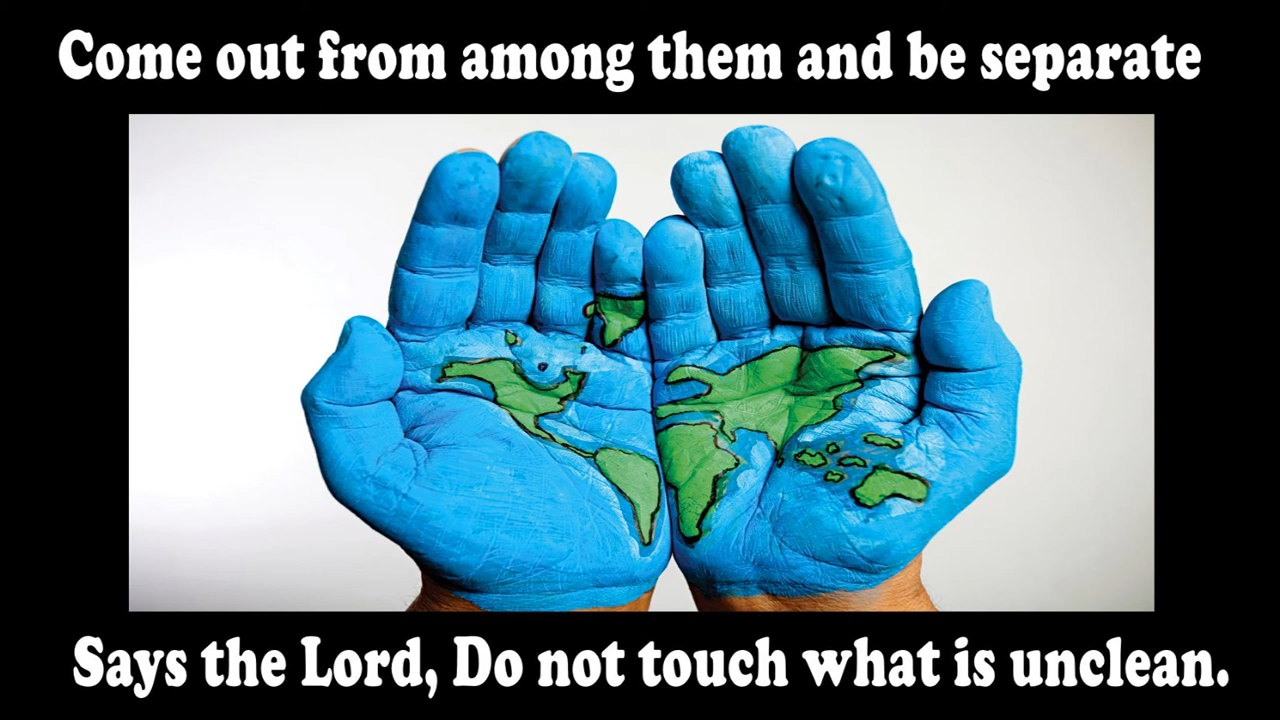 Come out from among them and be separate
Says the Lord, Do not touch what is unclean.